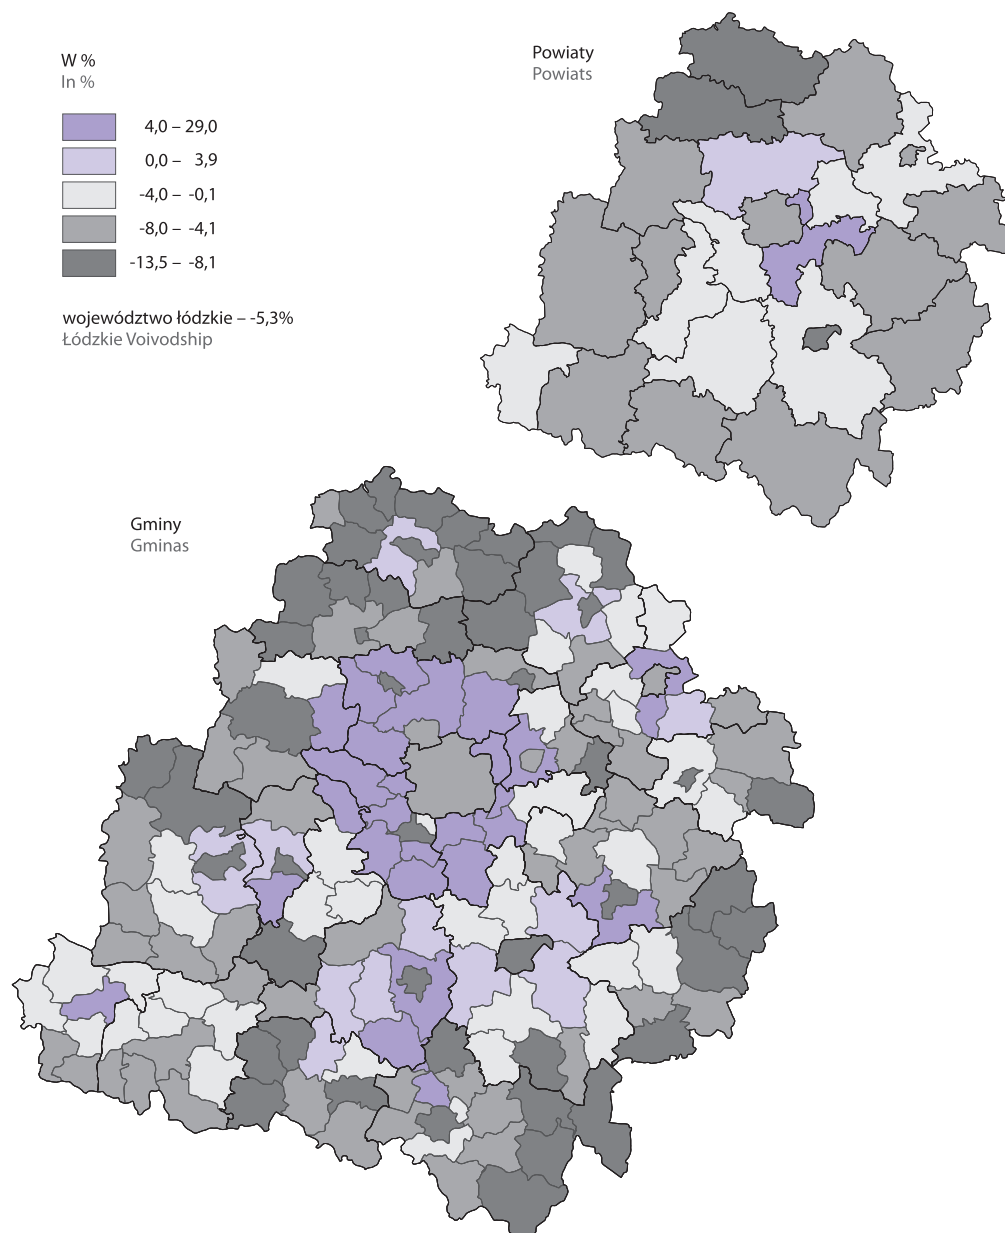 W %
In %
4,0 – 29,0
0,0 – 3,9
-4,0 – -0,1
-8,0 – -4,1
-13,5 – -8,1
województwo łódzkie – -5,3%
Łódzkie Voivodship
Powiaty
Powiats
Gminy
Gminas